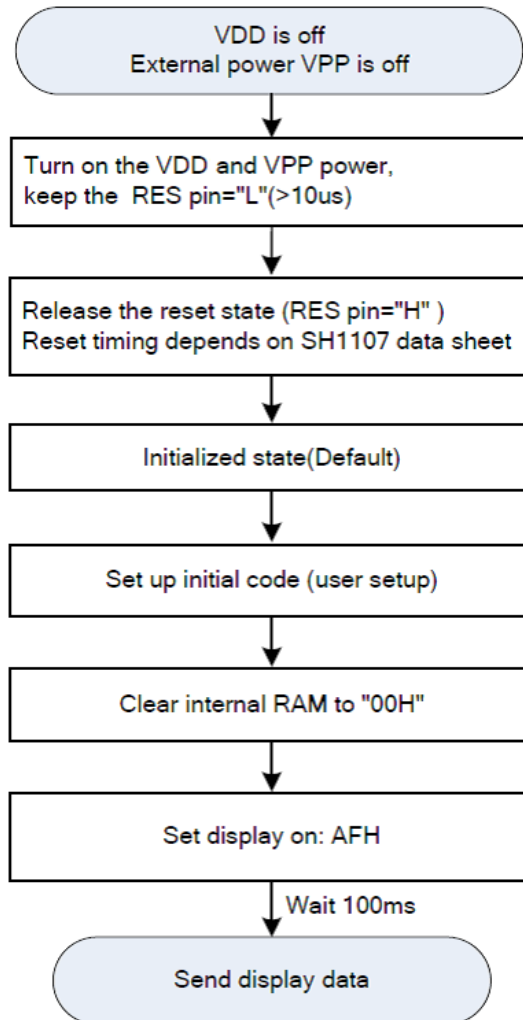 VDD is off
External power VPP is off
Turn on the VDD and VPP power,
keep the  RES pin="L"(>10us)
Release the reset state (RES pin="H" )
Reset timing depends on SH1107 data sheet
Initialized state(Default)
Set up initial code (user setup)
Clear internal RAM to "00H"
Set display on: AFH
Wait 100ms
Send display data